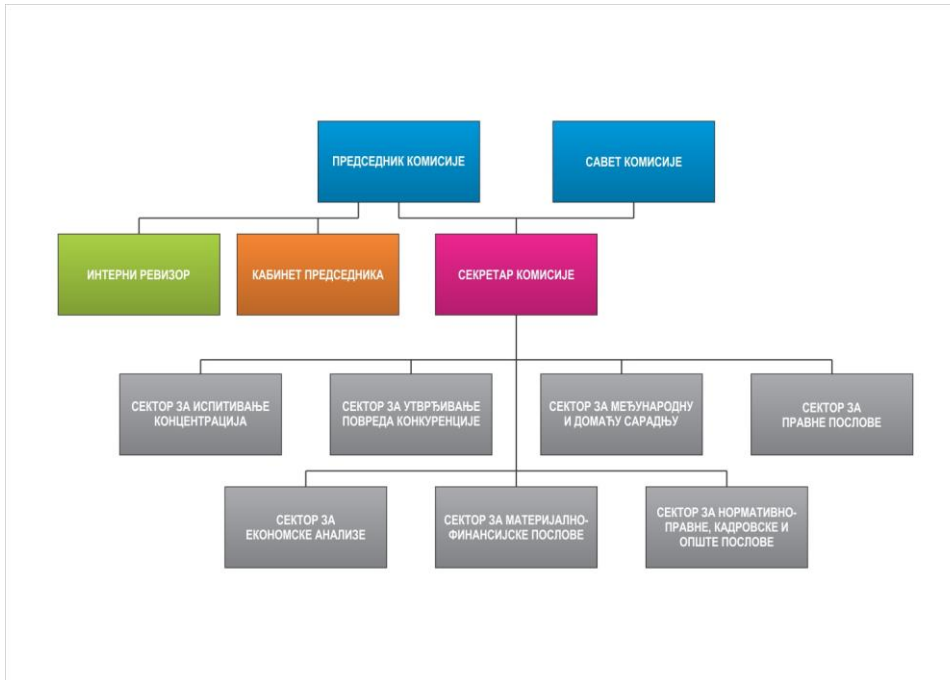 ПРЕДСЕДНИК КОМИСИЈЕ
САВЕТ КОМИСИЈЕ
ИНТЕРНИ РЕВИЗОР
КАБИНЕТ ПРЕДСЕДНИКА
СЕКРЕТАР КОМИСИЈЕ
СЕКТОР ЗА ИСПИТИВАЊЕ
КОНЦЕНТРАЦИЈА
СЕКТОР ЗА УТВРЂИВАЊЕ
ПОВРЕДА КОНКУРЕНЦИЈЕ
СЕКТОР ЗА МЕЂУНАРОДНУ
И ДОМАЋУ САРАДЊУ
СЕКТОР ЗА
ПРАВНЕ ПОСЛОВЕ
СЕКТОР ЗА
ЕКОНОМСКЕ АНАЛИЗЕ
СЕКТОР ЗА МАТЕРИЈАЛНО-
ФИНАНСИЈСКЕ ПОСЛОВЕ
СЕКТОР ЗА НОРМАТИВНО-
ПРАВНЕ, КАДРОВСКЕ И
ОПШТЕ ПОСЛОВЕ